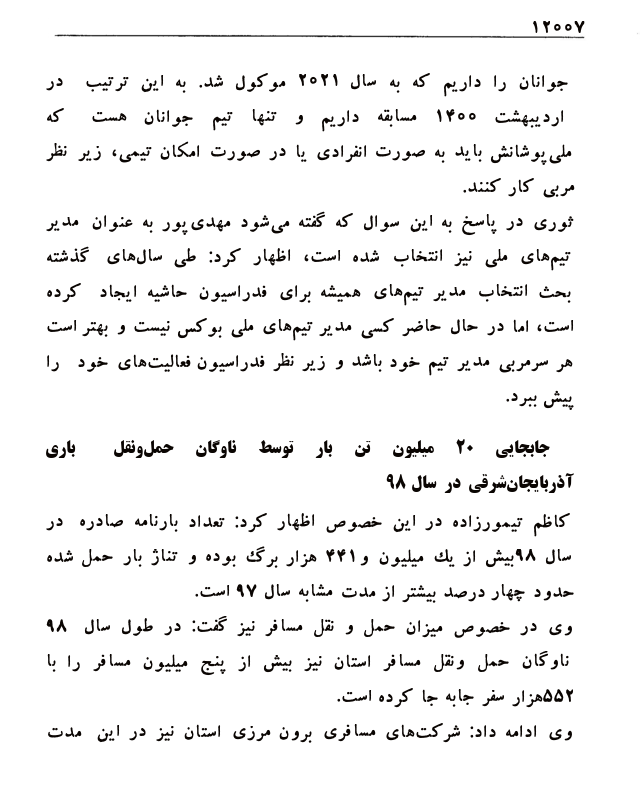 ۱۲۰۰۷
جوانان را داریم که به سال ۲۰۲۱ موکول شد. به این ترتیب در
اردیبهشت ۱۴۰۰ مسابقه داریم و تنها تیم جوانان هست که
ملی‌پوشانش باید به صورت انفرادی یا در صورت امکان تیمی، زیر نظر
مربی کار کنند.
ثوری در پاسخ به این سوال که گفته می‌شود مهدی‌پور به عنوان مدیر
تیم‌های ملی نیز انتخاب شده است، اظهار کرد: طی سال‌های گذشته
بحث انتخاب مدیر تیم‌های همیشه برای فدراسیون حاشیه ایجاد کرده
است، اما در حال حاضر کسی مدیر تیم‌های ملی بوکس نیست و بهتر است
هر سرمربی مدیر تیم خود باشد و زیر نظر فدراسیون فعالیت‌های خود را
پیش ببرد.
جابجایی ۲۰ میلیون تن بار توسط ناوگان حمل‌ونقل باری
آذربایجان‌شرقی در سال ۹۸
کاظم تیمورزاده در این خصوص اظهار کرد: تعداد بارنامه صادره در
سال ۹۸بیش از یك میلیون و۴۴۱ هزار برگ بوده و تناژ بار حمل شده
حدود چهار درصد بیشتر از مدت مشابه سال ۹۷ است.
وی در خصوص میزان حمل و نقل مسافر نیز گفت: در طول سال ۹۸
ناوگان حمل ونقل مسافر استان نیز بیش از پنج میلیون مسافر را با
۵۵۲هزار سفر جابه جا کرده است.
وی ادامه داد: شرکت‌های مسافری برون مرزی استان نیز در این مدت